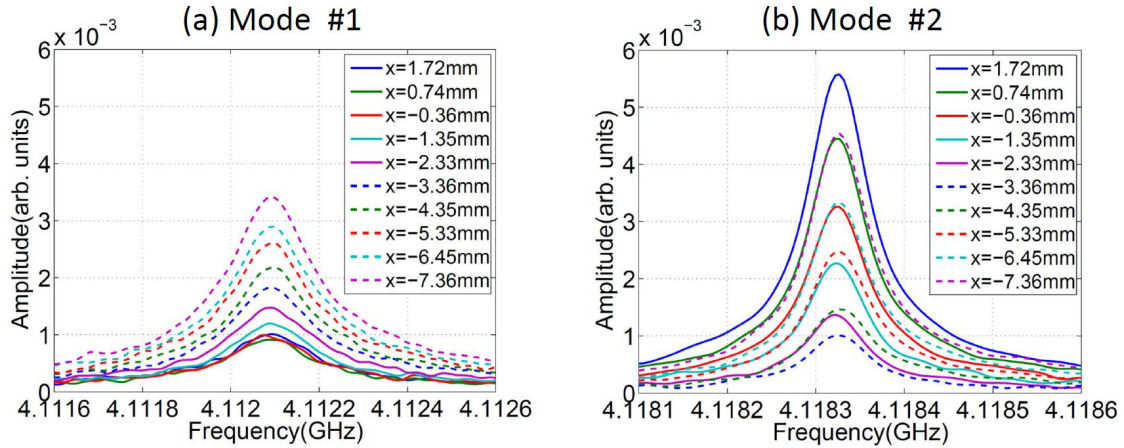 (a) Mode #1
x 10⁻³
6
5
4
3
2
1
0
Amplitude(arb. units)
x=1.72mm
x=0.74mm
x=−0.36mm
x=−1.35mm
x=−2.33mm
x=−3.36mm
x=−4.35mm
x=−5.33mm
x=−6.45mm
x=−7.36mm
4.1116 4.1118 4.112 4.1122 4.1124 4.1126
Frequency(GHz)
(b) Mode #2
x 10⁻³
6
5
4
3
2
1
0
Amplitude(arb. units)
x=1.72mm
x=0.74mm
x=−0.36mm
x=−1.35mm
x=−2.33mm
x=−3.36mm
x=−4.35mm
x=−5.33mm
x=−6.45mm
x=−7.36mm
4.1181 4.1182 4.1183 4.1184 4.1185 4.1186
Frequency(GHz)